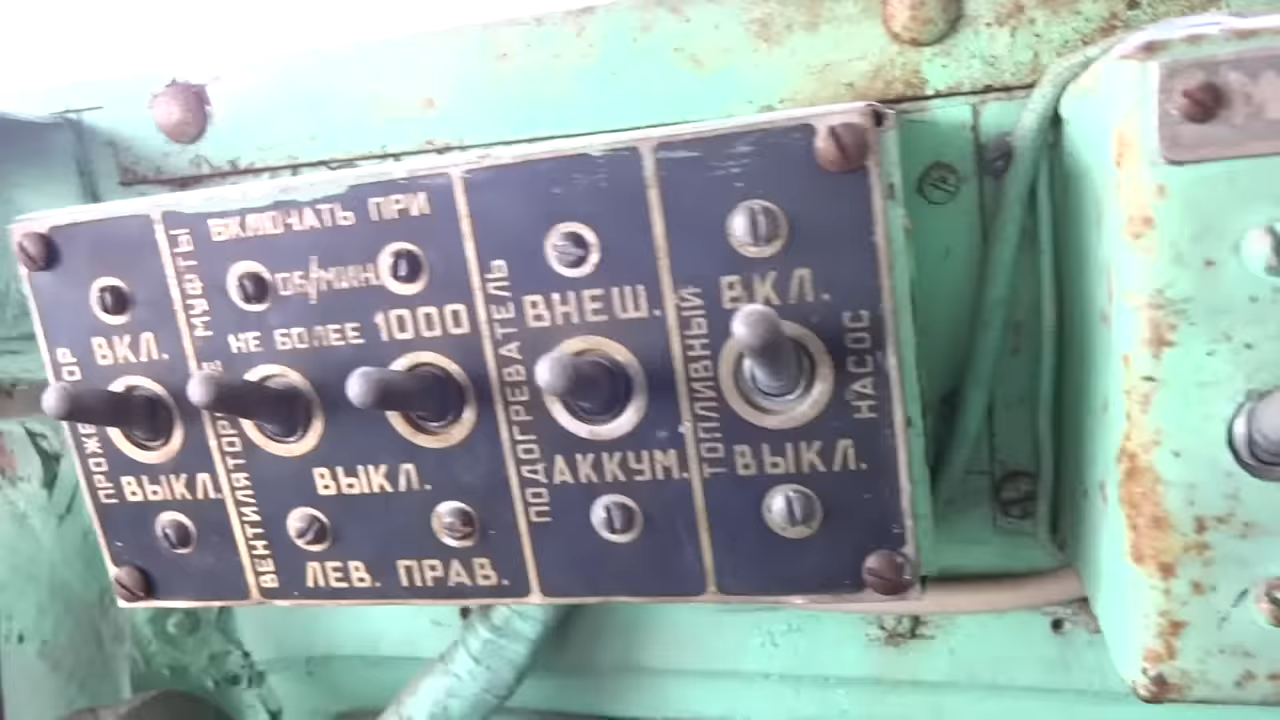 ВКЛ.
ВЫКЛ.
ВКЛЮЧАТЬ ПРИ
ОБ/МИН.
НЕ БОЛЕЕ 1000
МУФТЫ
ВЫКЛ.
ЛЕВ. ПРАВ.
ПОДОГРЕВАТЕЛЬ
ВНЕШ.
АККУМ.
ТОПЛИВНЫЙ
ВКЛ.
ВЫКЛ.
НАСОС